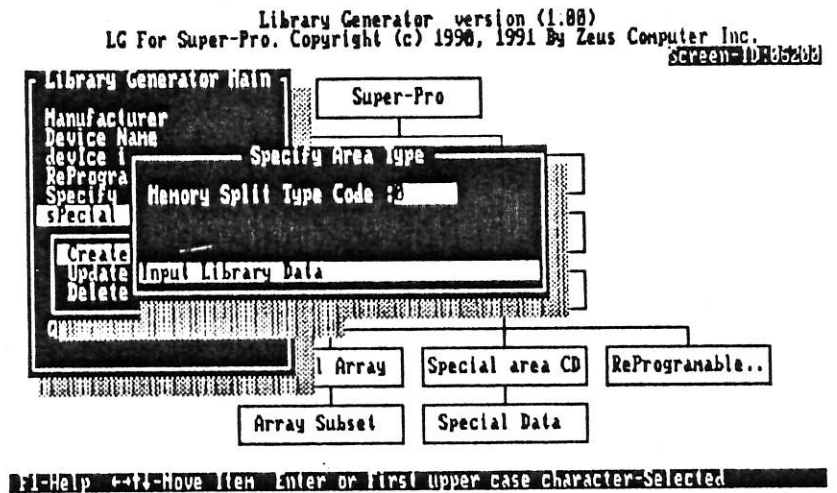 Library Generator version (1.00)
LG For Super-Pro. Copyright (c) 1990, 1991 By Zeus Computer Inc.
Screen-ID:06200
Library Generator Main
Super-Pro
Manufacturer
Device Name
devIce i
ReProgra
Specify
sPecial
Specify Area Type
Memory Split Type Code :0
Create
Update
Delete
Input Library Data
Q
l Array
Special area CD
ReProgramable..
Array Subset
Special Data
F1-Help ←→↑↓-Move Item Enter or First upper case character-Selected